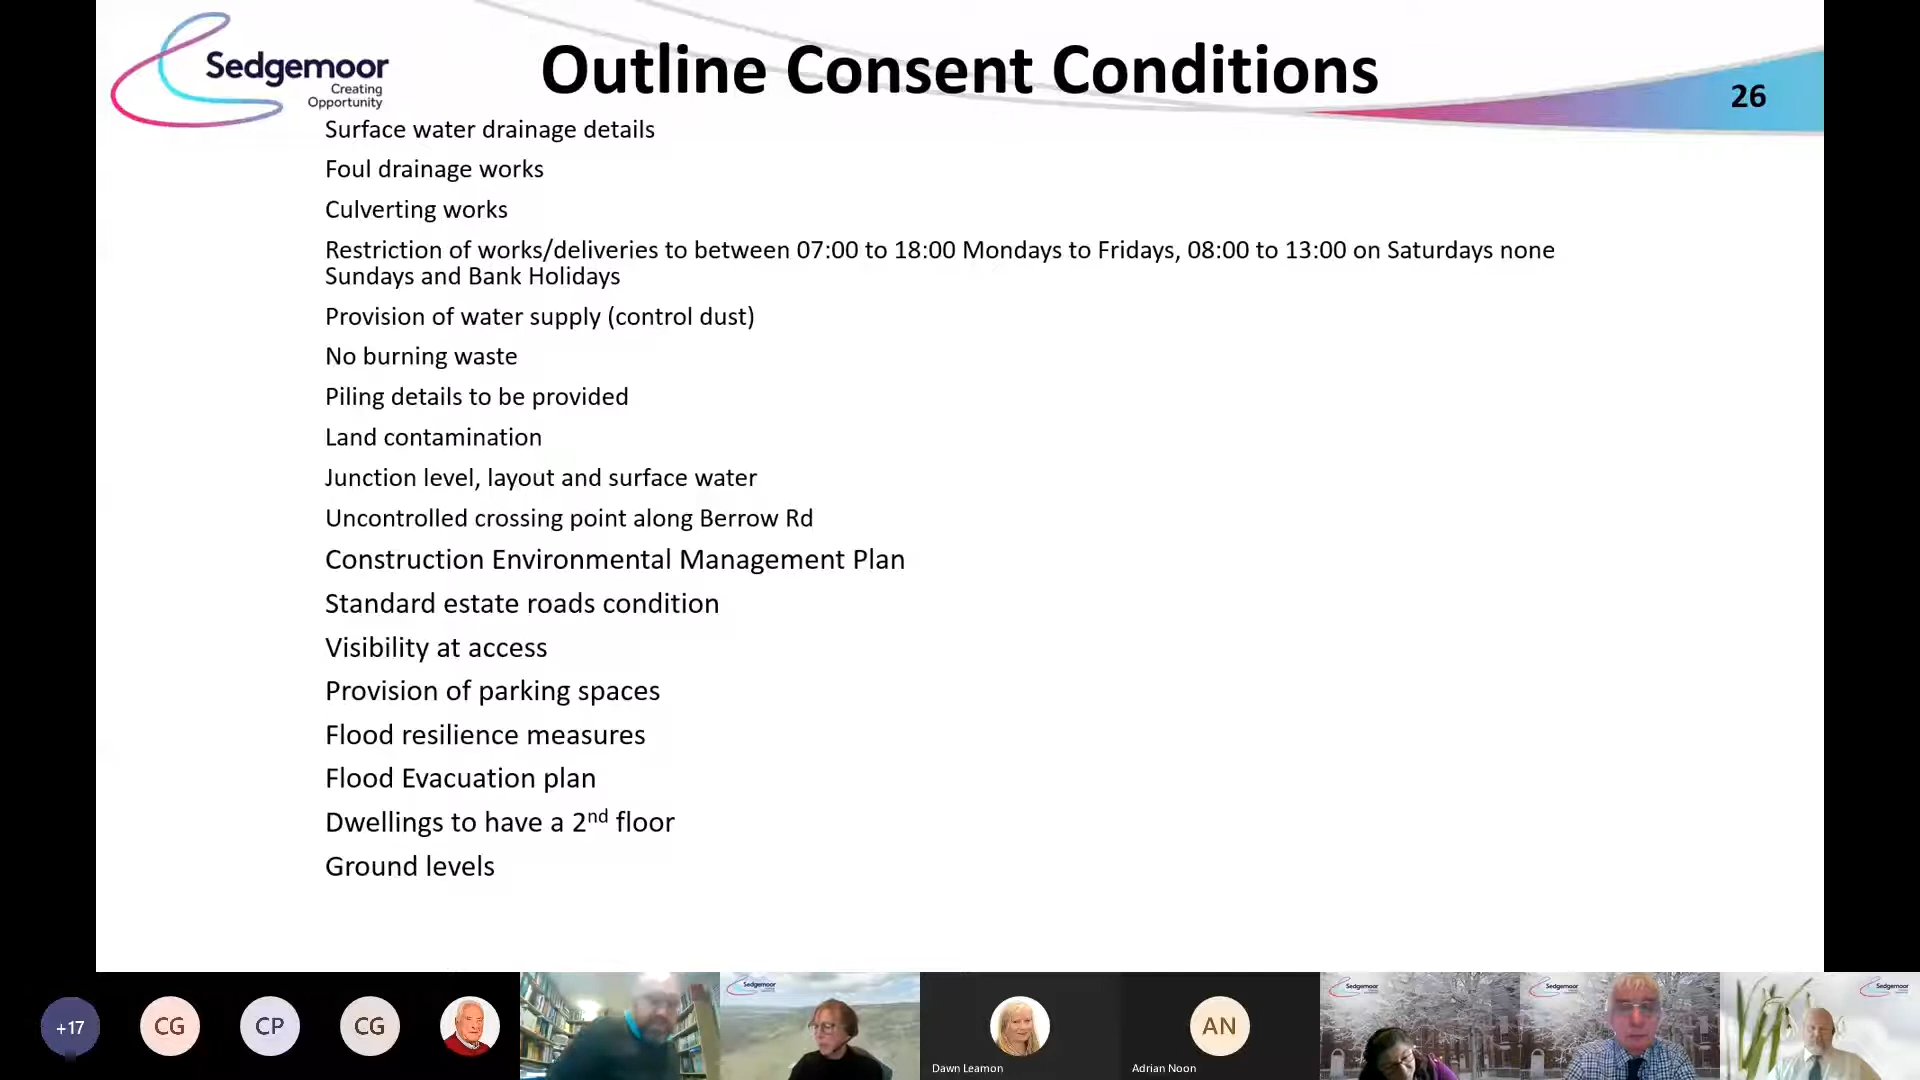 Sedgemoor
Creating
Opportunity
Outline Consent Conditions
26
Surface water drainage details
Foul drainage works
Culverting works
Restriction of works/deliveries to between 07:00 to 18:00 Mondays to Fridays, 08:00 to 13:00 on Saturdays none
Sundays and Bank Holidays
Provision of water supply (control dust)
No burning waste
Piling details to be provided
Land contamination
Junction level, layout and surface water
Uncontrolled crossing point along Berrow Rd
Construction Environmental Management Plan
Standard estate roads condition
Visibility at access
Provision of parking spaces
Flood resilience measures
Flood Evacuation plan
Dwellings to have a 2nd floor
Ground levels
+17
CG
CP
CG
Sedgemoor
Dawn Leamon
AN
Adrian Noon
Sedgemoor
Sedgemoor
Sedgemoor